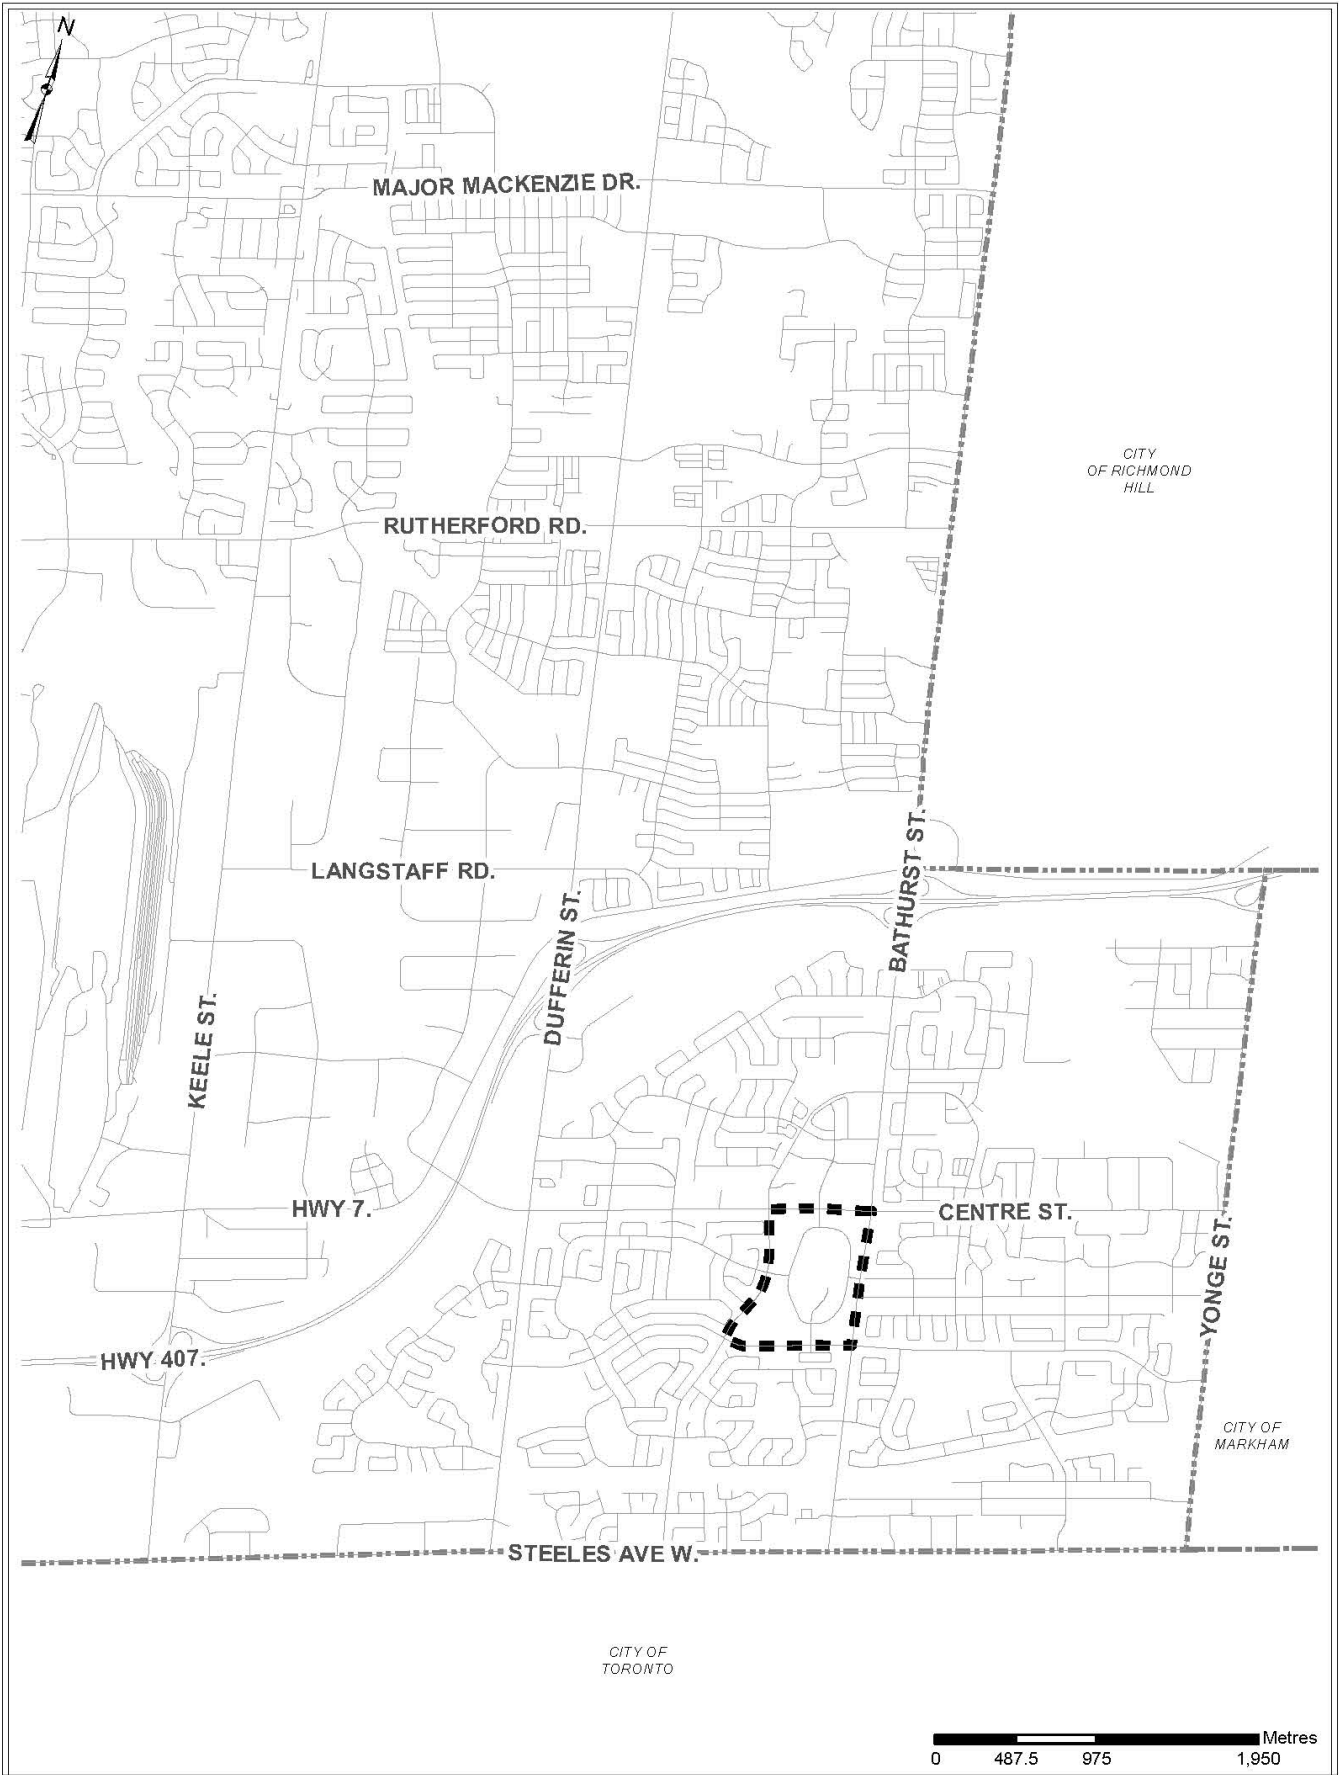 N
MAJOR MACKENZIE DR.
CITY
OF RICHMOND
HILL
RUTHERFORD RD.
BATHURST ST.
LANGSTAFF RD.
DUFFERIN ST.
KEELE ST.
HWY 7.
CENTRE ST.
YONGE ST.
HWY 407.
CITY OF
MARKHAM
STEELES AVE W.
CITY OF
TORONTO
Metres
0 487.5 975 1,950